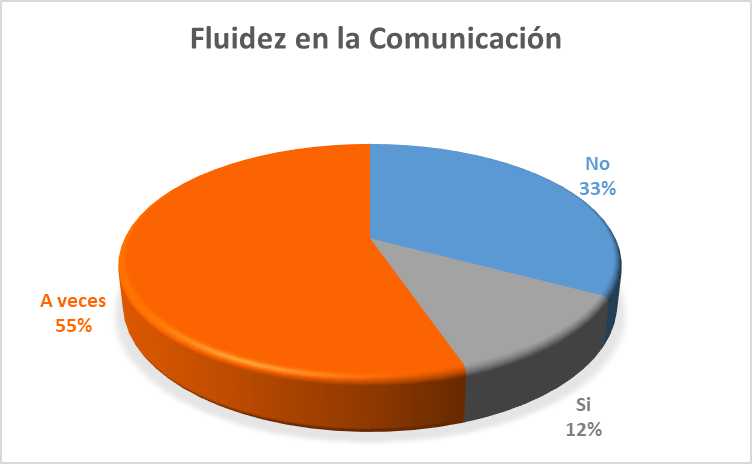 Fluidez en la Comunicación
No
33%
A veces
55%
Si
12%